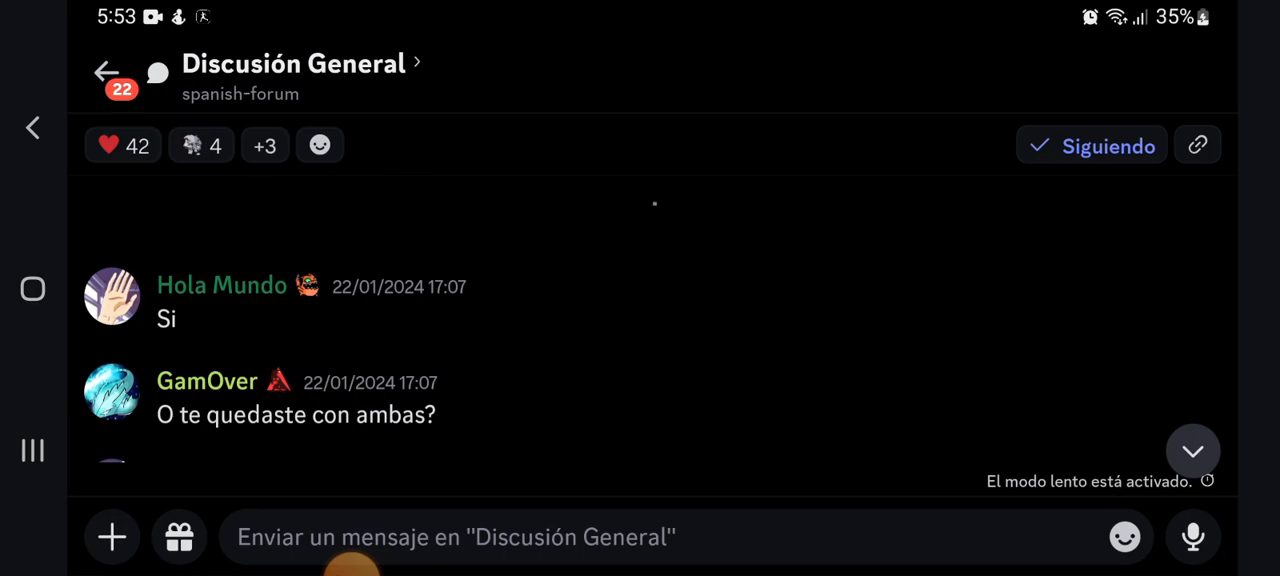 5:53
35%
Discusión General
22
spanish-forum
42
4
+3
Siguiendo
Hola Mundo 22/01/2024 17:07
Si
GamOver 22/01/2024 17:07
O te quedaste con ambas?
El modo lento está activado.
Enviar un mensaje en "Discusión General"